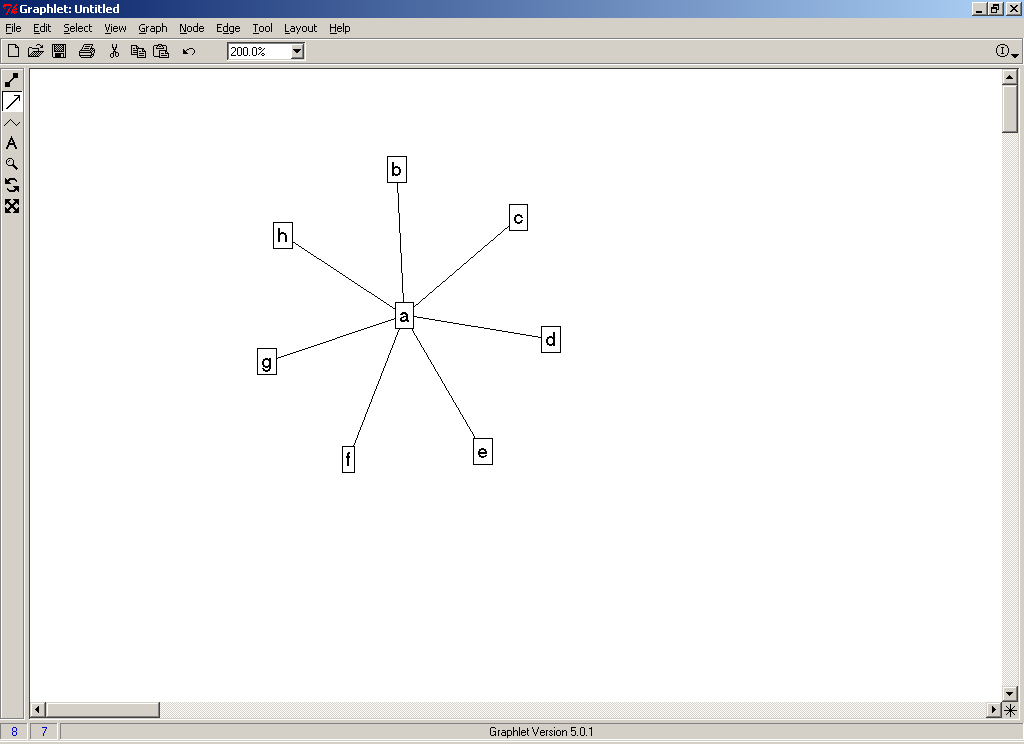 Graphlet: Untitled
File Edit Select View Graph Node Edge Tool Layout Help
200.0%
A
b
c
h
a
d
g
e
f
8 7 Graphlet Version 5.0.1